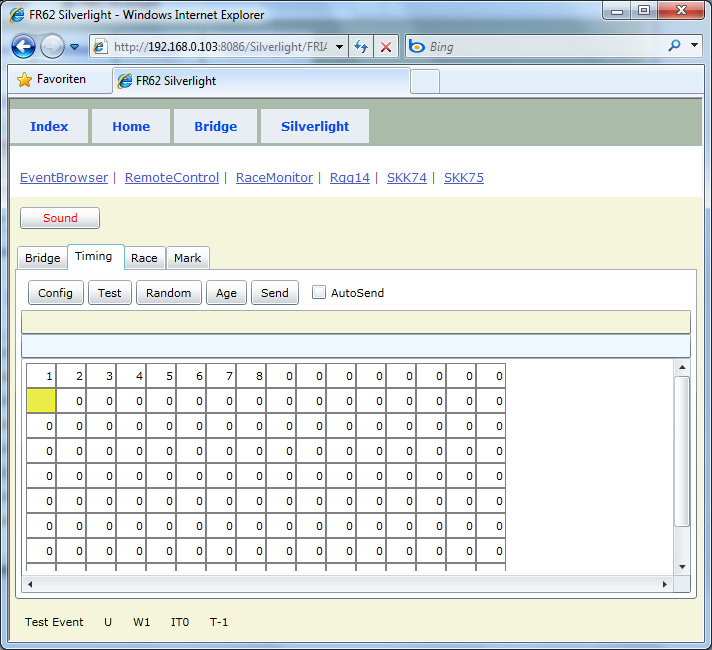 FR62 Silverlight - Windows Internet Explorer
http://192.168.0.103:8086/Silverlight/FRIA Bing
Favoriten FR62 Silverlight
Index Home Bridge Silverlight
EventBrowser | RemoteControl | RaceMonitor | Rgg14 | SKK74 | SKK75
Sound
Bridge Timing Race Mark
Config Test Random Age Send AutoSend
1 2 3 4 5 6 7 8 0 0 0 0 0 0 0 0
0 0 0 0 0 0 0 0 0 0 0 0 0 0 0
0 0 0 0 0 0 0 0 0 0 0 0 0 0 0 0
0 0 0 0 0 0 0 0 0 0 0 0 0 0 0 0
0 0 0 0 0 0 0 0 0 0 0 0 0 0 0 0
0 0 0 0 0 0 0 0 0 0 0 0 0 0 0 0
0 0 0 0 0 0 0 0 0 0 0 0 0 0 0 0
0 0 0 0 0 0 0 0 0 0 0 0 0 0 0 0
Test Event U W1 IT0 T-1